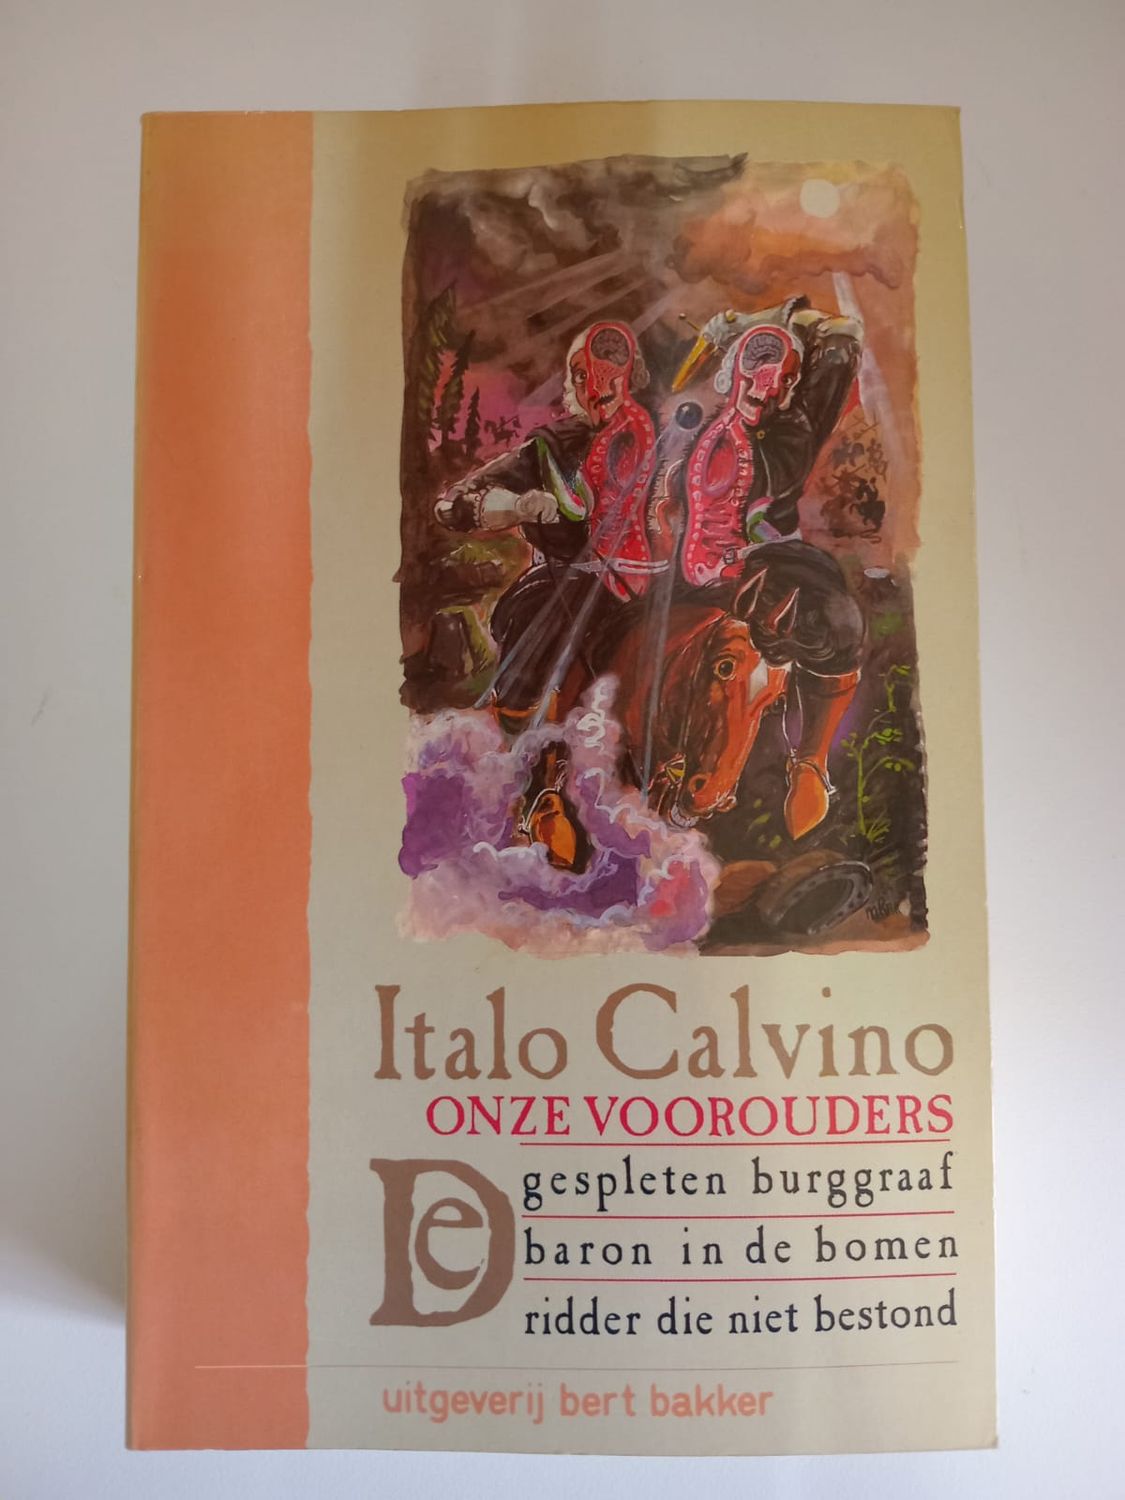 Italo Calvino
ONZE VOOROUDERS
De
gespleten burggraaf
baron in de bomen
ridder die niet bestond
uitgeverij bert bakker